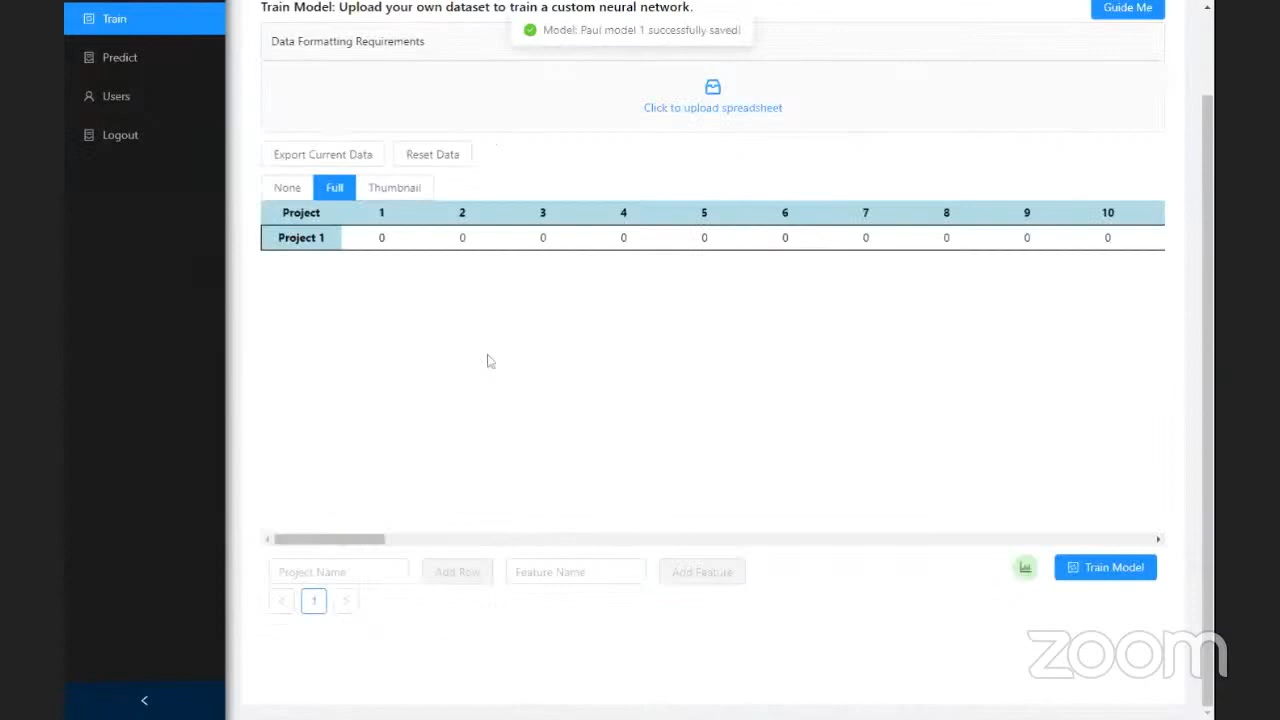 Train
Predict
Users
Logout
Train Model: Upload your own dataset to train a custom neural network.
Guide Me
Model: Paul model 1 successfully saved!
Data Formatting Requirements
Click to upload spreadsheet
Export Current Data Reset Data
None Full Thumbnail
Project 1 2 3 4 5 6 7 8 9 10
Project 1 0 0 0 0 0 0 0 0 0 0
Project Name Add Row Feature Name Add Feature Train Model
< 1 >
zoom
<